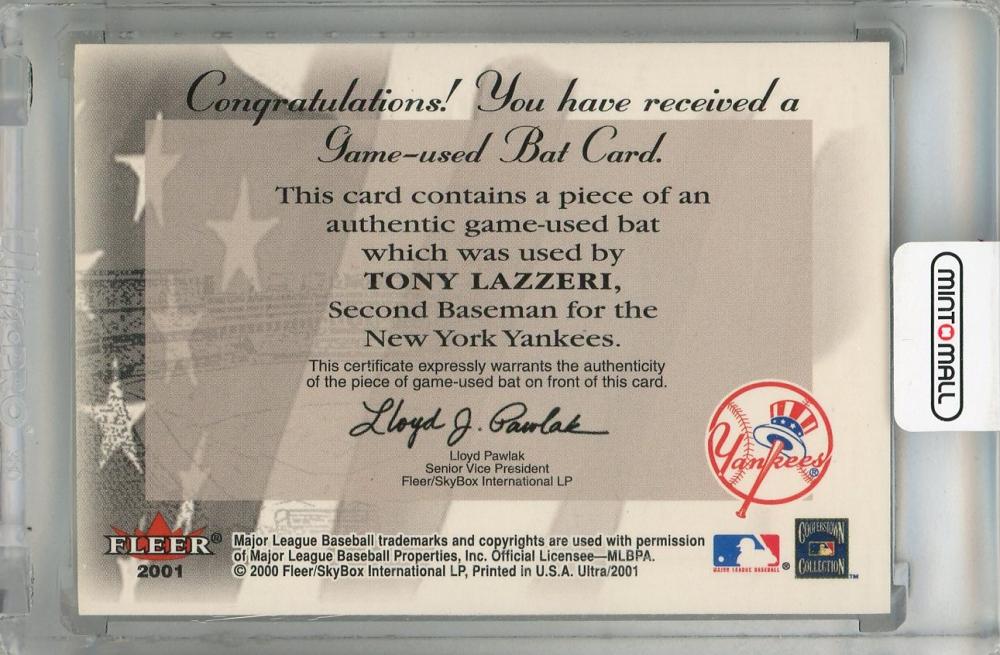 Congratulations! You have received a
Game-used Bat Card.
This card contains a piece of an
authentic game-used bat
which was used by
TONY LAZZERI,
Second Baseman for the
New York Yankees.
This certificate expressly warrants the authenticity
of the piece of game-used bat on front of this card.
Lloyd J. Pawlak
Lloyd Pawlak
Senior Vice President
Fleer/SkyBox International LP
Yankees®
FLEER®
2001
Major League Baseball trademarks and copyrights are used with permission
of Major League Baseball Properties, Inc. Official Licensee—MLBPA.
© 2000 Fleer/SkyBox International LP, Printed in U.S.A. Ultra/2001
MAJOR LEAGUE BASEBALL ®
COOPERSTOWN
COLLECTION TM
MINTOMALL